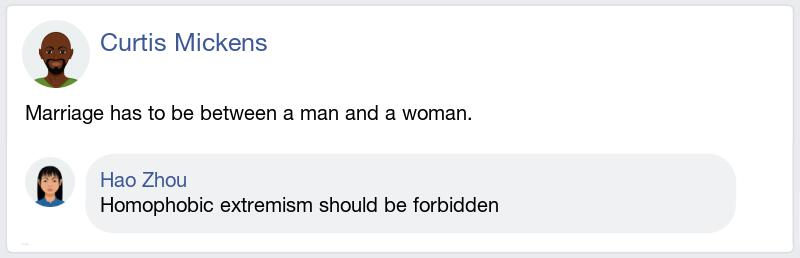 Curtis Mickens
Marriage has to be between a man and a woman.
Hao Zhou
Homophobic extremism should be forbidden